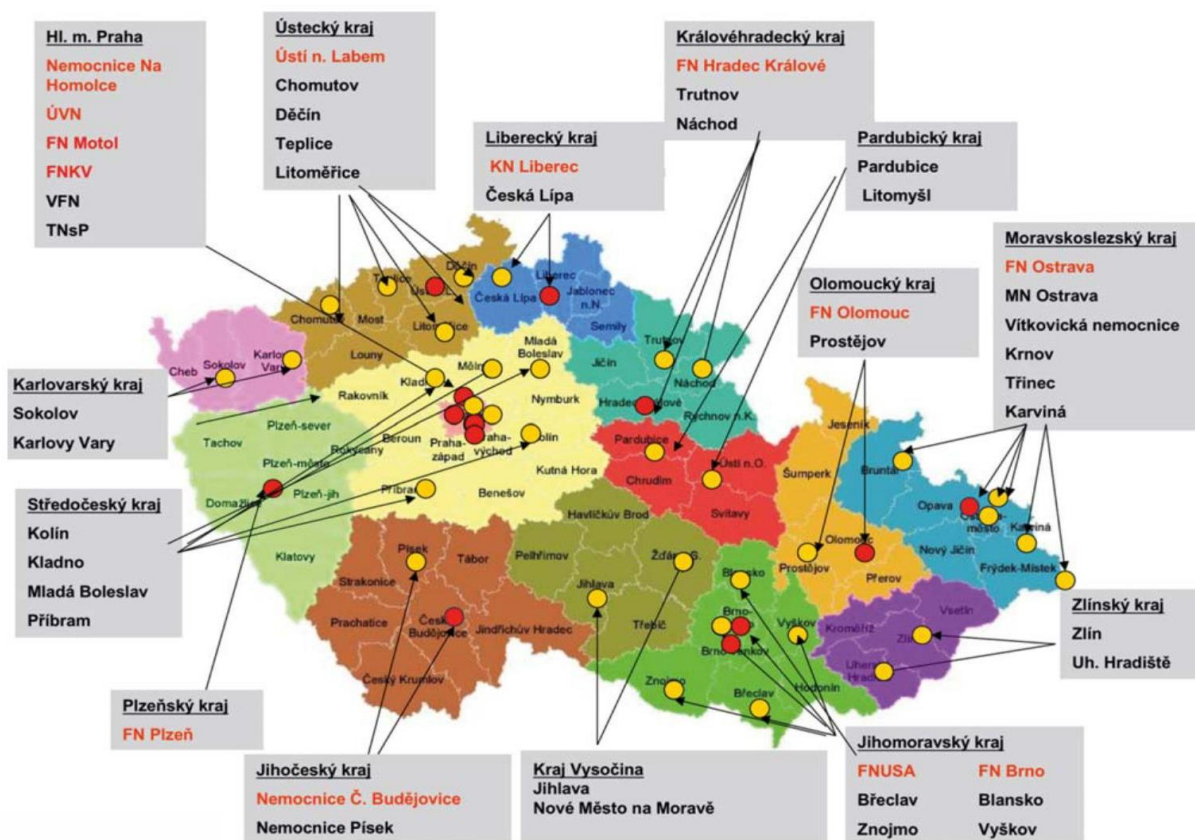 Hl. m. Praha
Nemocnice Na
Homolce
ÚVN
FN Motol
FNKV
VFN
TNsP
Ústecký kraj
Ústí n. Labem
Chomutov
Děčín
Teplice
Litoměřice
Liberecký kraj
KN Liberec
Česká Lípa
Královéhradecký kraj
FN Hradec Králové
Trutnov
Náchod
Pardubický kraj
Pardubice
Litomyšl
Moravskoslezský kraj
FN Ostrava
MN Ostrava
Vítkovická nemocnice
Krnov
Třinec
Karviná
Olomoucký kraj
FN Olomouc
Prostějov
Karlovarský kraj
Sokolov
Karlovy Vary
Středočeský kraj
Kolín
Kladno
Mladá Boleslav
Příbram
Plzeňský kraj
FN Plzeň
Jihočeský kraj
Nemocnice Č. Budějovice
Nemocnice Písek
Kraj Vysočina
Jihlava
Nové Město na Moravě
Jihomoravský kraj
FNUSA FN Brno
Břeclav Blansko
Znojmo Vyškov
Zlínský kraj
Zlín
Uh. Hradiště
Děčín
Teplice
Chomutov
Most
Litoměřice
Louny
Česká Lípa
Liberec
Jablonec
n.N.
Semily
Cheb
Sokolov
Karlovy
Vary
Trutnov
Jičín
Náchod
Rychnov n.K.
Mladá
Boleslav
Rakovník
Nymburk
Beroun
Praha-
západ
Praha-
východ
Kolín
Kutná Hora
Benešov
Příbram
Tachov
Plzeň-sever
Rokycany
Plzeň-město
Domažlice
Plzeň-jih
Klatovy
Pardubice
Chrudim
Ústí n.O.
Svitavy
Jeseník
Šumperk
Bruntál
Opava
Karviná
Nový Jičín
Frýdek-Místek
Olomouc
Prostějov
Přerov
Havlíčkův Brod
Pelhřimov
Žďár n. S.
Jihlava
Třebíč
Písek
Tábor
Strakonice
Prachatice
České
Budějovice
Jindřichův Hradec
Český Krumlov
Blansko
Vyškov
Znojmo
Břeclav
Hodonín
Kroměříž
Vsetín
Zlín